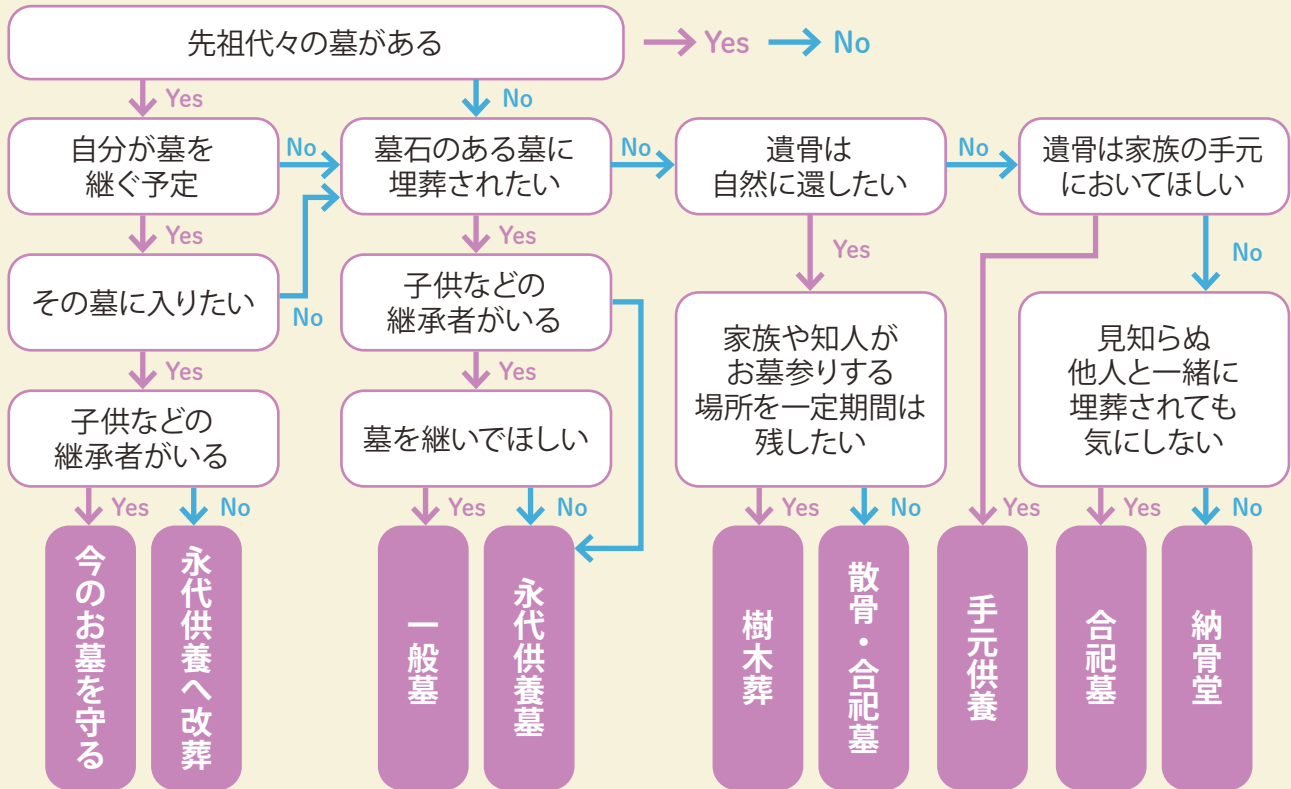 先祖代々の墓がある
Yes
No
Yes
No
自分が墓を
継ぐ予定
No
墓石のある墓に
埋葬されたい
No
遺骨は
自然に還したい
No
遺骨は家族の手元
においてほしい
Yes
Yes
Yes
No
その墓に入りたい
No
子供などの
継承者がいる
家族や知人が
お墓参りする
場所を一定期間は
残したい
見知らぬ
他人と一緒に
埋葬されても
気にしない
Yes
Yes
子供などの
継承者がいる
墓を継いでほしい
Yes
No
Yes
No
Yes
No
Yes
Yes
No
今のお墓を守る
永代供養へ改葬
一般墓
永代供養墓
樹木葬
散骨・合祀墓
手元供養
合祀墓
納骨堂